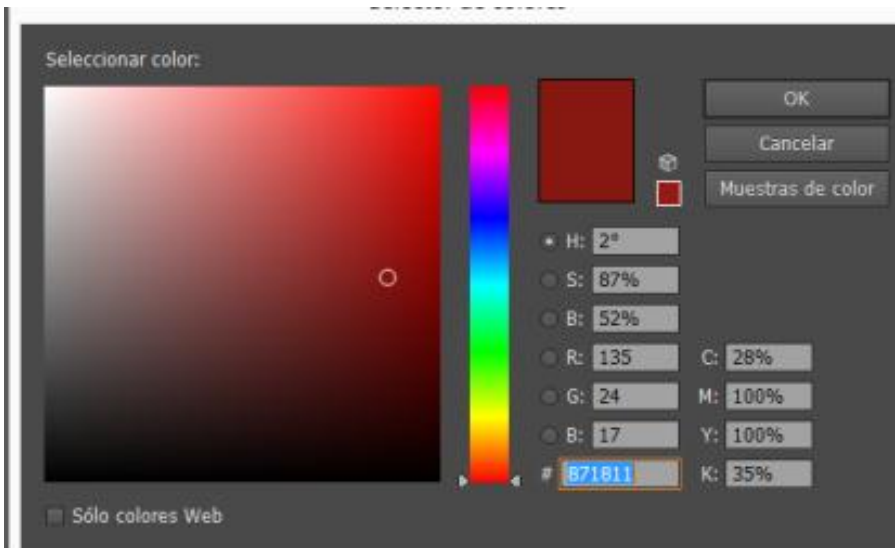 Seleccionar color:
OK
Cancelar
Muestras de color
H: 2°
S: 87%
B: 52%
R: 135
C: 28%
G: 24
M: 100%
B: 17
Y: 100%
# 871811
K: 35%
Sólo colores Web